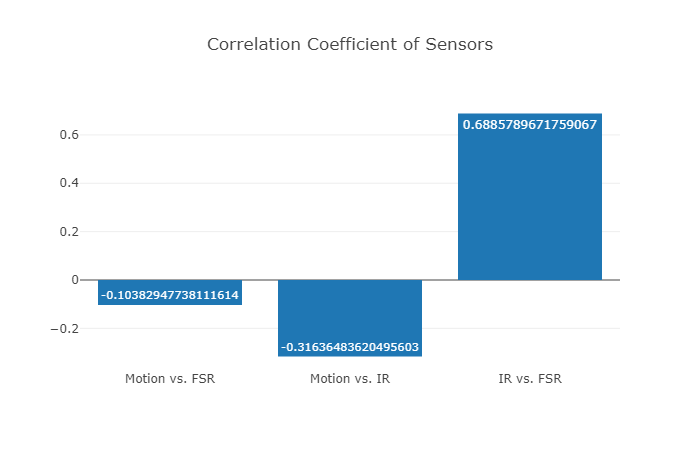 Correlation Coefficient of Sensors
0.6885789671759067
0.6
0.4
0.2
0
-0.10382947738111614
−0.2
-0.31636483620495603
Motion vs. FSR
Motion vs. IR
IR vs. FSR